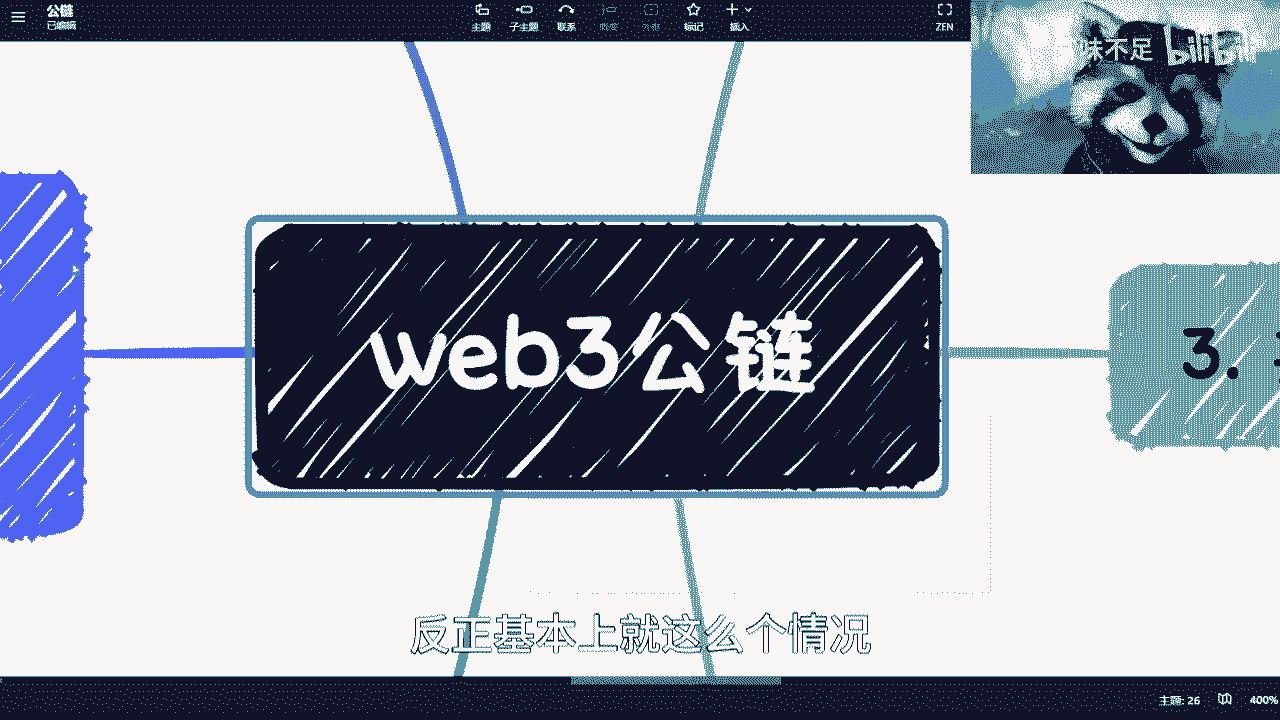 公链
已编辑
主题
子主题
联系
概要
外框
标记
插入
ZEN
味不足 bilibili
web3公链
3.
反正基本上就这么个情况
主题: 26
400%